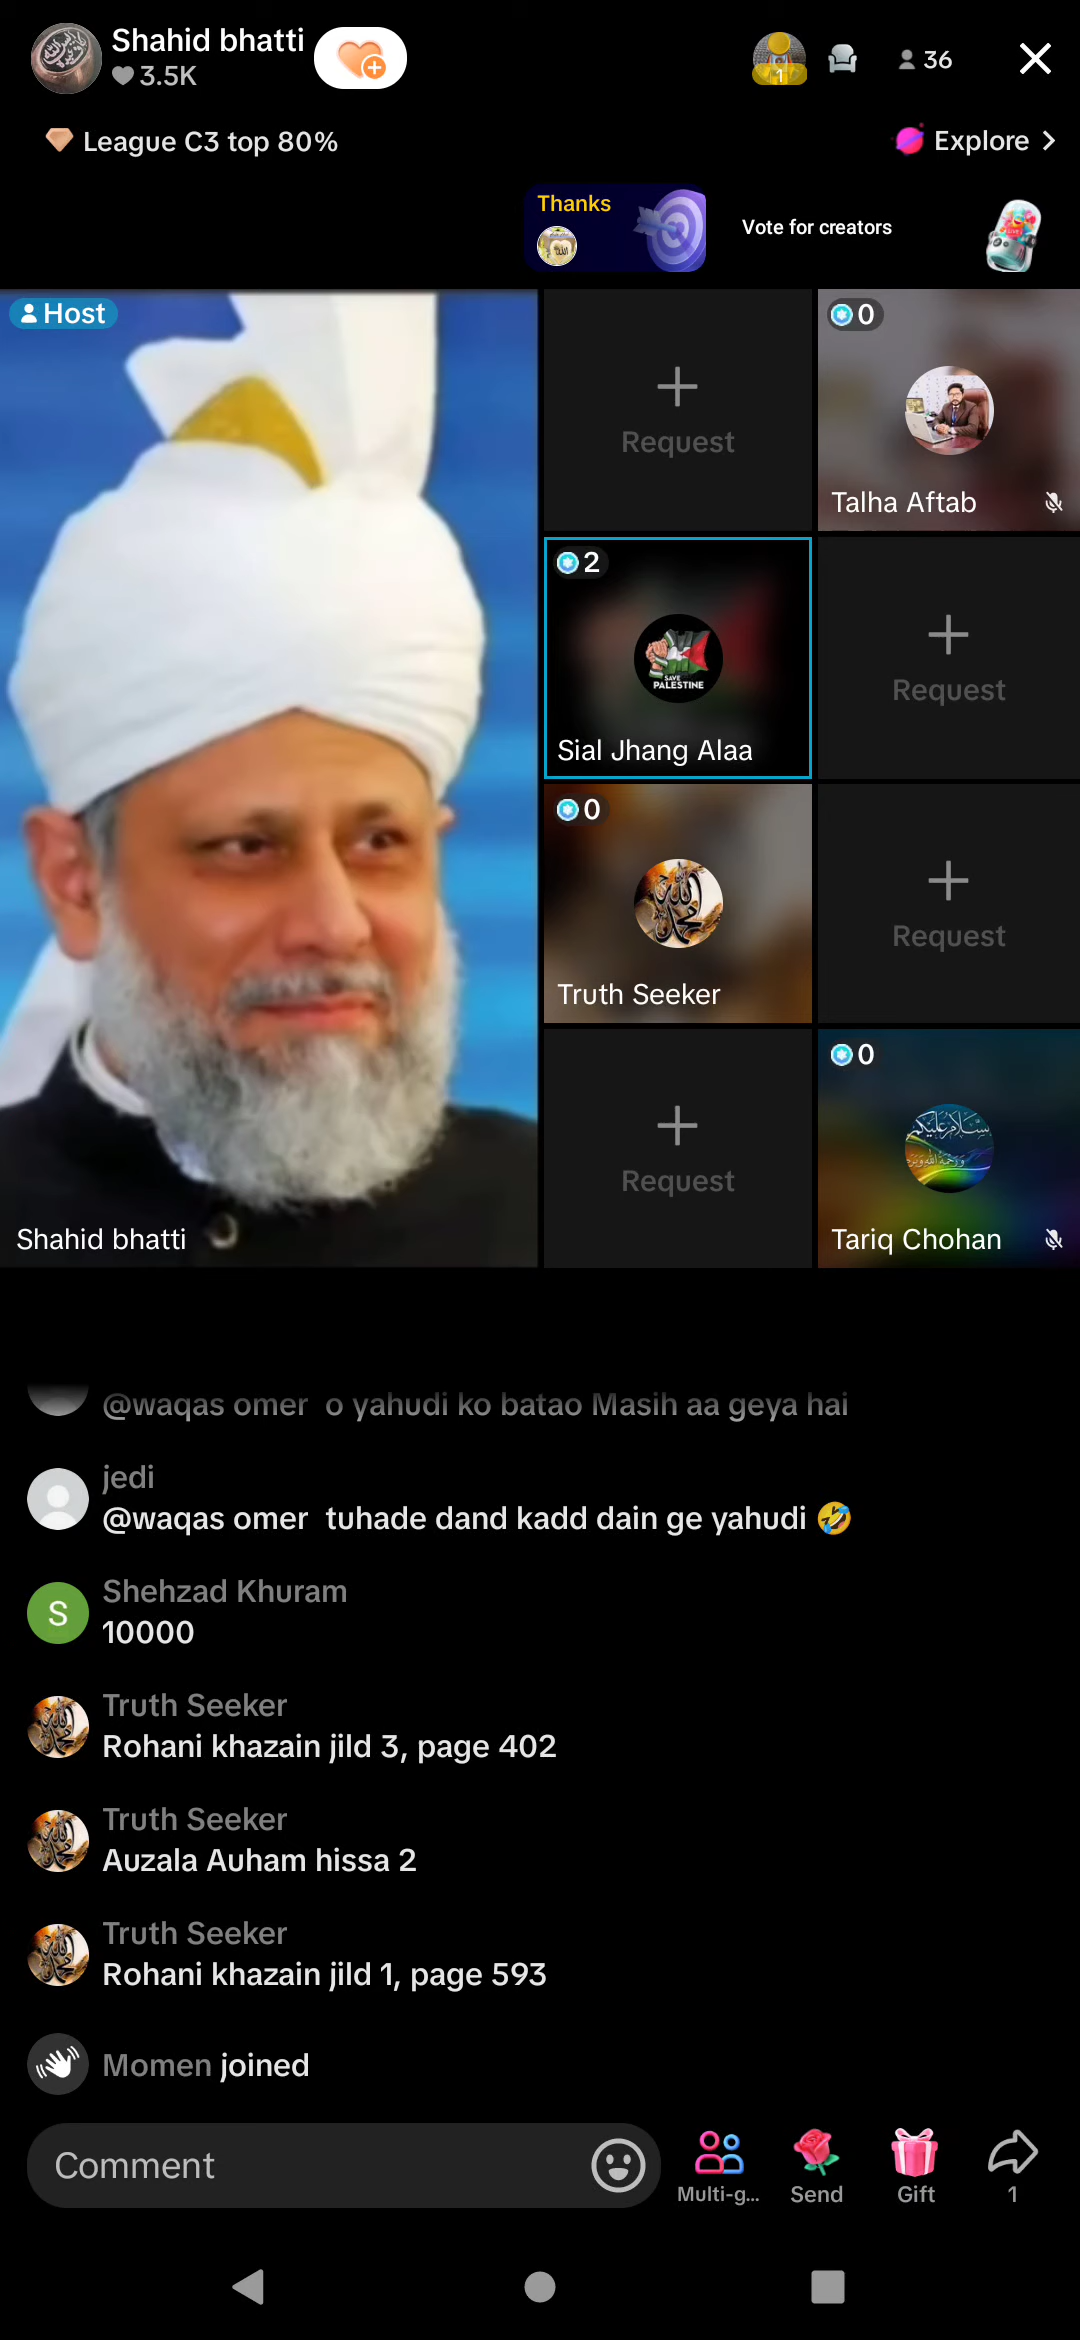 Shahid bhatti
3.5K
1
36
League C3 top 80%
Explore
Thanks
Vote for creators
Host
0
Request
Talha Aftab
2
SAVE
PALESTINE
Sial Jhang Alaa
Request
0
Truth Seeker
Request
Request
0
Shahid bhatti
Tariq Chohan
@waqas omer o yahudi ko batao Masih aa geya hai
jedi
@waqas omer tuhade dand kadd dain ge yahudi 🤣
S
Shehzad Khuram
10000
Truth Seeker
Rohani khazain jild 3, page 402
Truth Seeker
Auzala Auham hissa 2
Truth Seeker
Rohani khazain jild 1, page 593
Momen joined
Comment
Multi-g...
Send
Gift
1